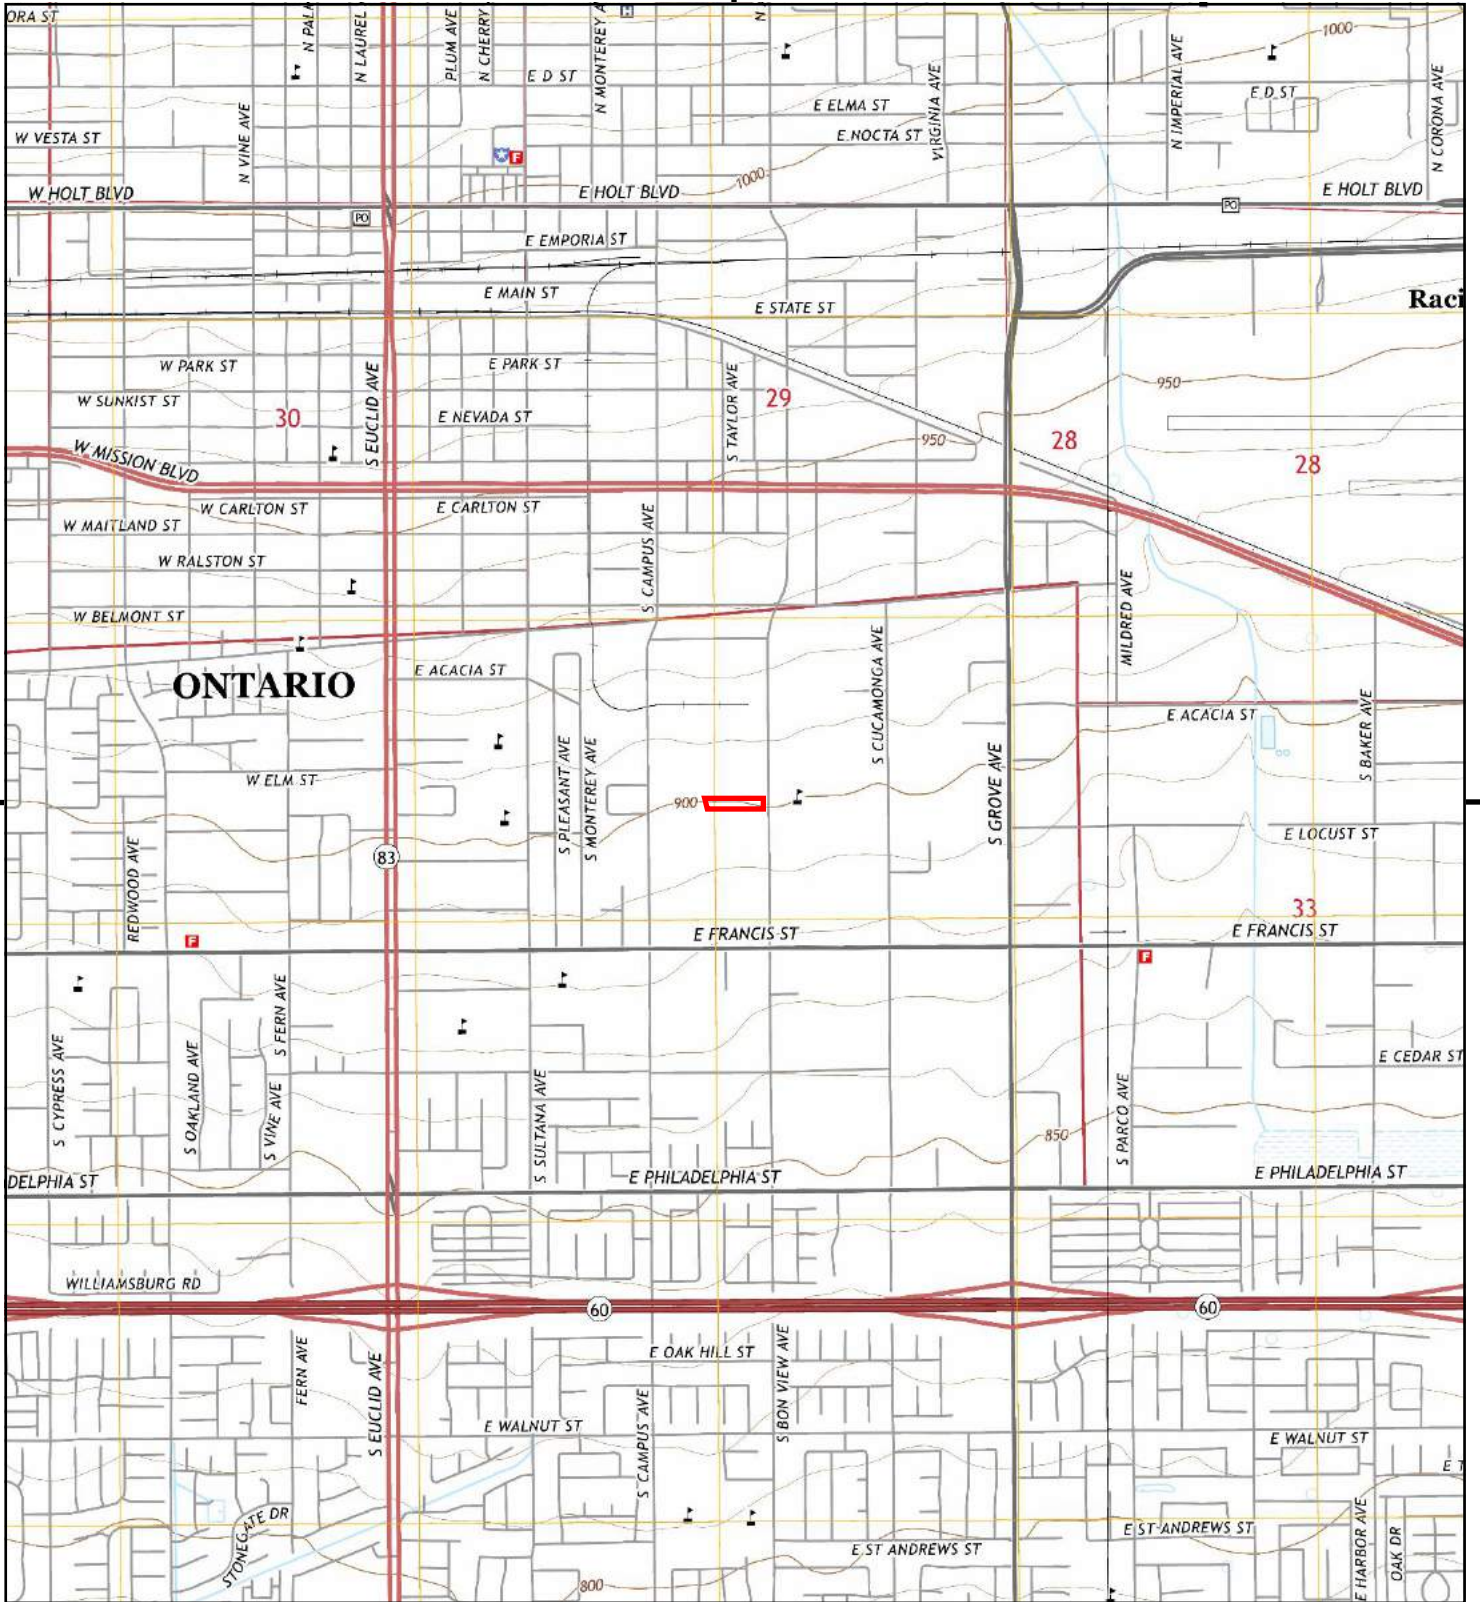 ORA ST
N LAUREL
PLUM AVE
N CHERRY
N MONTEREY A
H
E D ST
E ELMA ST
E NOCTA ST
VIRGINIA AVE
N IMPERIAL AVE
1000
E D ST
N CORONA AVE
W VESTA ST
N VINE AVE
F
W HOLT BLVD
PO
E HOLT BLVD
1000
PO
E HOLT BLVD
E EMPORIA ST
E MAIN ST
E STATE ST
Raci
W PARK ST
E PARK ST
S EUCLID AVE
S TAYLOR AVE
950
W SUNKIST ST
30
E NEVADA ST
29
950
28
28
W MISSION BLVD
W CARLTON ST
E CARLTON ST
W MAITLAND ST
S CAMPUS AVE
W RALSTON ST
MILDRED AVE
W BELMONT ST
ONTARIO
E ACACIA ST
S CUCAMONGA AVE
E ACACIA ST
S BAKER AVE
W ELM ST
S PLEASANT AVE
S MONTEREY AVE
900
S GROVE AVE
E LOCUST ST
83
REDWOOD AVE
33
F
E FRANCIS ST
E FRANCIS ST
F
S FERN AVE
S CYPRESS AVE
S OAKLAND AVE
S VINE AVE
S SULTANA AVE
E CEDAR ST
S PARCO AVE
850
DELPHIA ST
E PHILADELPHIA ST
E PHILADELPHIA ST
WILLIAMSBURG RD
60
60
FERN AVE
S EUCLID AVE
E OAK HILL ST
S BON VIEW AVE
S CAMPUS AVE
E WALNUT ST
E WALNUT ST
E T
STONEGATE DR
E ST ANDREWS ST
E ST ANDREWS ST
E HARBOR AVE
OAK DR
800